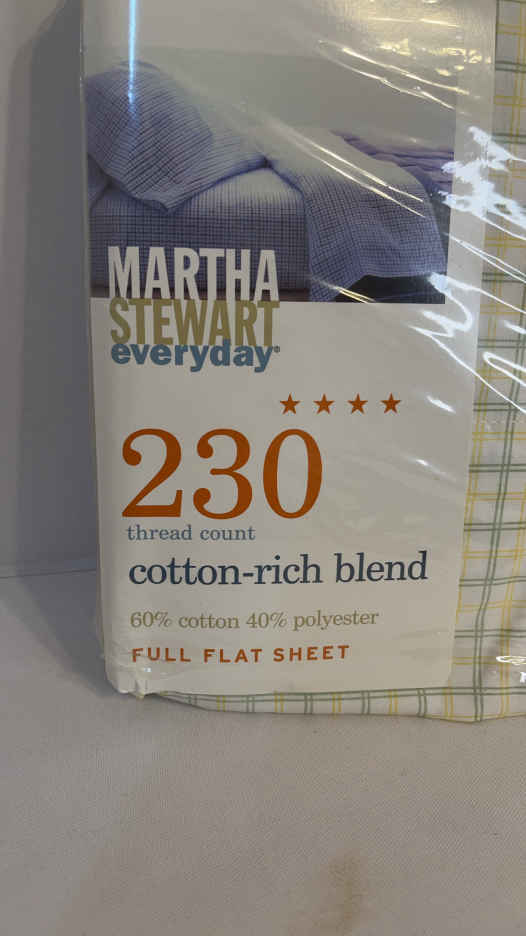 MARTHA
STEWART
everyday®
230
thread count
cotton-rich blend
60% cotton 40% polyester
FULL FLAT SHEET